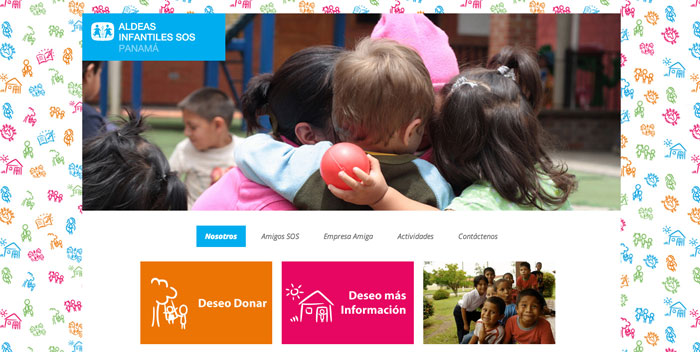 ALDEAS
INFANTILES SOS
PANAMÁ
Nosotros
Amigos SOS
Empresa Amiga
Actividades
Contáctenos
Deseo Donar
Deseo más
Información